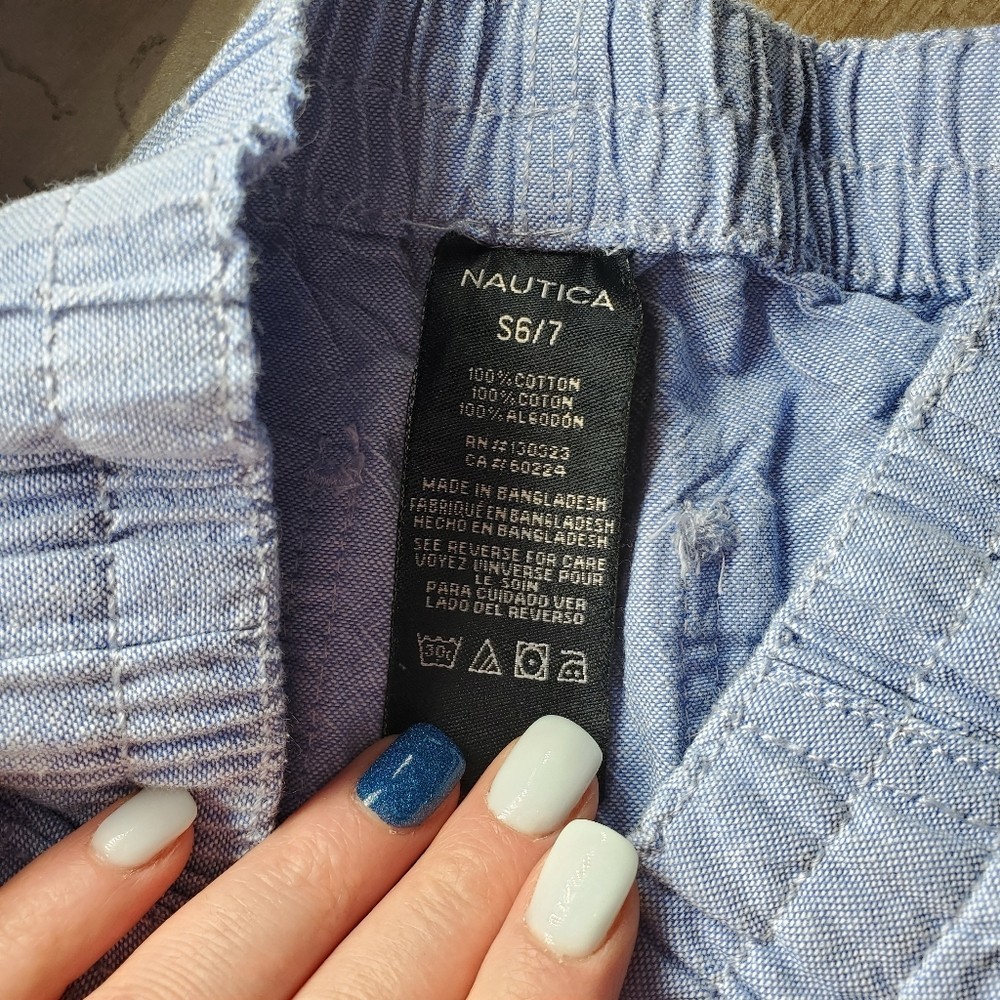 NAUTICA
S6/7
100%COTTON
100%COTON
100%ALGODÓN
RN#130323
CA#60224
MADE IN BANGLADESH
FABRIQUÉ EN BANGLADESH
HECHO EN BANGLADESH
SEE REVERSE FOR CARE
VOYEZ L'INVERSE POUR
LE SOIN
PARA CUIDADO VER
LADO DEL REVERSO
30c